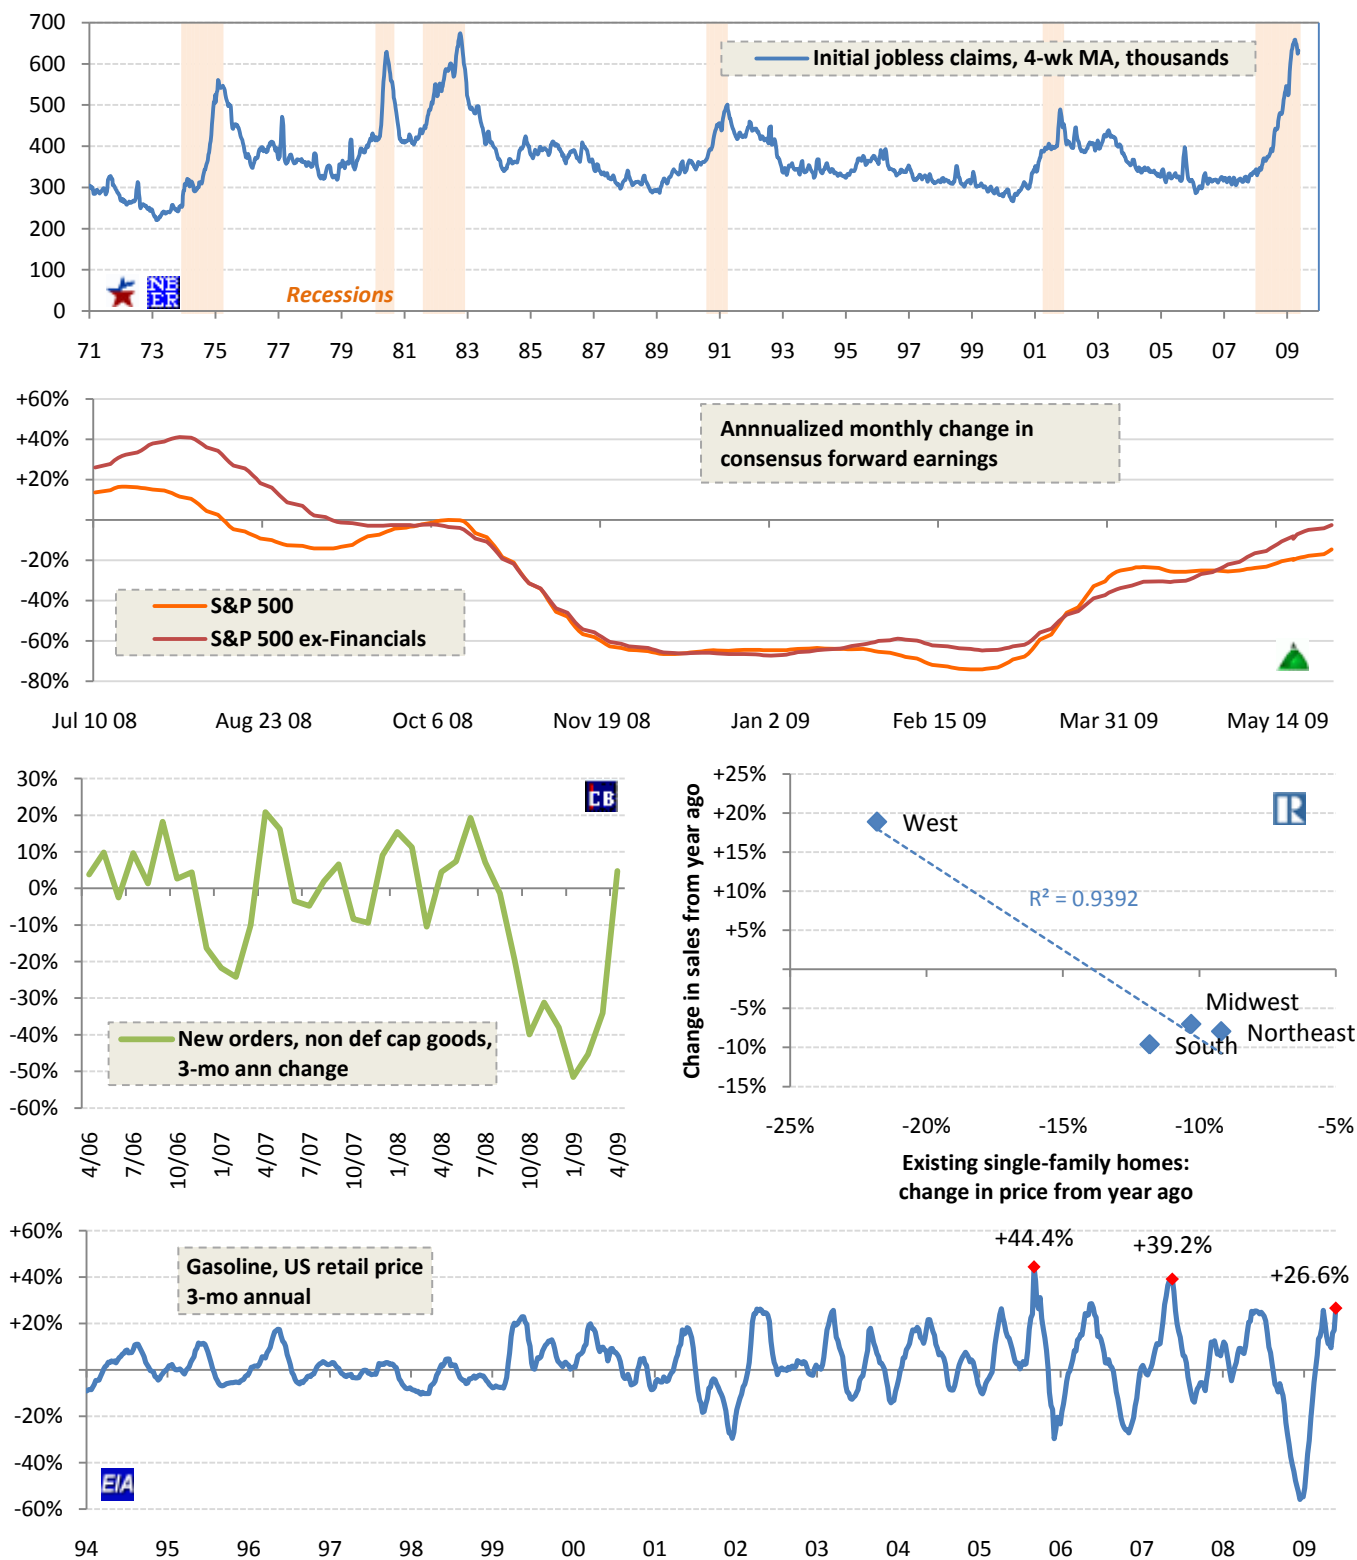 700
600
500
400
300
200
100
0
Initial jobless claims, 4-wk MA, thousands
NB
ER
Recessions
71 73 75 77 79 81 83 85 87 89 91 93 95 97 99 01 03 05 07 09
+60%
+40%
+20%
-20%
-40%
-60%
-80%
Annnualized monthly change in
consensus forward earnings
S&P 500
S&P 500 ex-Financials
Jul 10 08 Aug 23 08 Oct 6 08 Nov 19 08 Jan 2 09 Feb 15 09 Mar 31 09 May 14 09
30%
20%
10%
0%
-10%
-20%
-30%
-40%
-50%
-60%
CB
New orders, non def cap goods,
3-mo ann change
4/06 7/06 10/06 1/07 4/07 7/07 10/07 1/08 4/08 7/08 10/08 1/09 4/09
Change in sales from year ago
+25%
+20%
+15%
+10%
+5%
-5%
-10%
-15%
R
West
R² = 0.9392
Midwest
Northeast
South
-25% -20% -15% -10% -5%
Existing single-family homes:
change in price from year ago
+60%
+40%
+20%
+0%
-20%
-40%
-60%
Gasoline, US retail price
3-mo annual
+44.4%
+39.2%
+26.6%
EIA
94 95 96 97 98 99 00 01 02 03 04 05 06 07 08 09